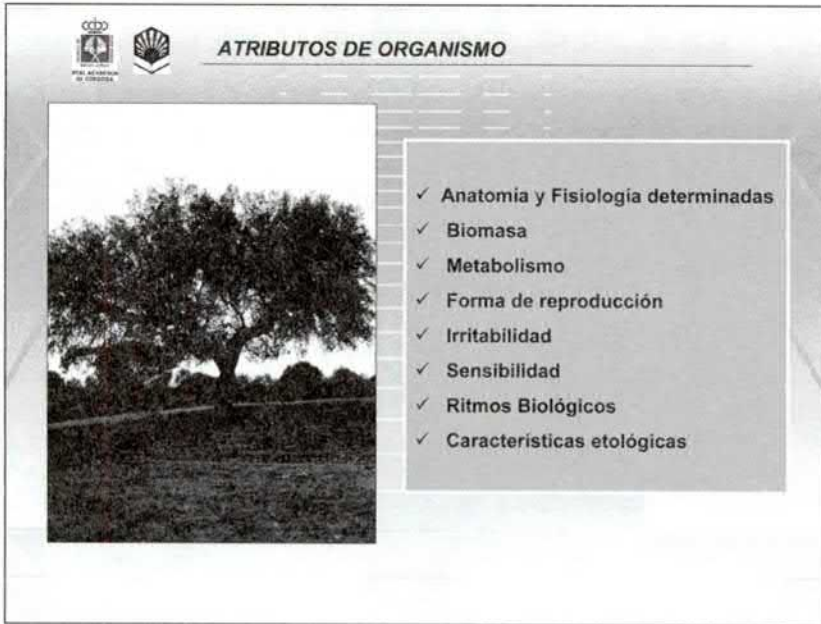 ATRIBUTOS DE ORGANISMO
✓ Anatomía y Fisiología determinadas
✓ Biomasa
✓ Metabolismo
✓ Forma de reproducción
✓ Irritabilidad
✓ Sensibilidad
✓ Ritmos Biológicos
✓ Características etológicas